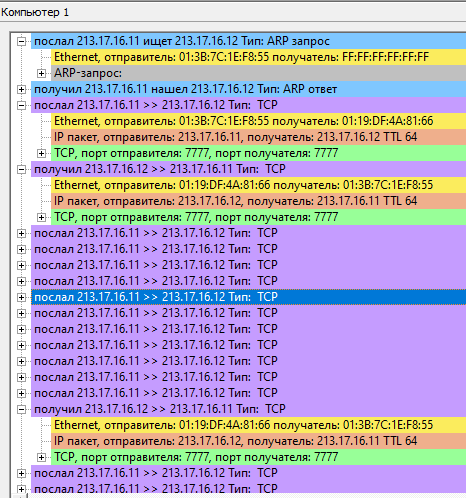 Компьютер 1
послал 213.17.16.11 ищет 213.17.16.12 Тип: ARP запрос
Ethernet, отправитель: 01:3B:7C:1E:F8:55 получатель: FF:FF:FF:FF:FF:FF
ARP-запрос:
получил 213.17.16.11 нашел 213.17.16.12 Тип: ARP ответ
послал 213.17.16.11 >> 213.17.16.12 Тип: TCP
Ethernet, отправитель: 01:3B:7C:1E:F8:55 получатель: 01:19:DF:4A:81:66
IP пакет, отправитель: 213.17.16.11, получатель: 213.17.16.12 TTL 64
TCP, порт отправителя: 7777, порт получателя: 7777
получил 213.17.16.12 >> 213.17.16.11 Тип: TCP
Ethernet, отправитель: 01:19:DF:4A:81:66 получатель: 01:3B:7C:1E:F8:55
IP пакет, отправитель: 213.17.16.12, получатель: 213.17.16.11 TTL 64
TCP, порт отправителя: 7777, порт получателя: 7777
послал 213.17.16.11 >> 213.17.16.12 Тип: TCP
послал 213.17.16.11 >> 213.17.16.12 Тип: TCP
послал 213.17.16.11 >> 213.17.16.12 Тип: TCP
послал 213.17.16.11 >> 213.17.16.12 Тип: TCP
послал 213.17.16.11 >> 213.17.16.12 Тип: TCP
послал 213.17.16.11 >> 213.17.16.12 Тип: TCP
послал 213.17.16.11 >> 213.17.16.12 Тип: TCP
послал 213.17.16.11 >> 213.17.16.12 Тип: TCP
послал 213.17.16.11 >> 213.17.16.12 Тип: TCP
послал 213.17.16.11 >> 213.17.16.12 Тип: TCP
послал 213.17.16.11 >> 213.17.16.12 Тип: TCP
получил 213.17.16.12 >> 213.17.16.11 Тип: TCP
Ethernet, отправитель: 01:19:DF:4A:81:66 получатель: 01:3B:7C:1E:F8:55
IP пакет, отправитель: 213.17.16.12, получатель: 213.17.16.11 TTL 64
TCP, порт отправителя: 7777, порт получателя: 7777
послал 213.17.16.11 >> 213.17.16.12 Тип: TCP
послал 213.17.16.11 >> 213.17.16.12 Тип: TCP